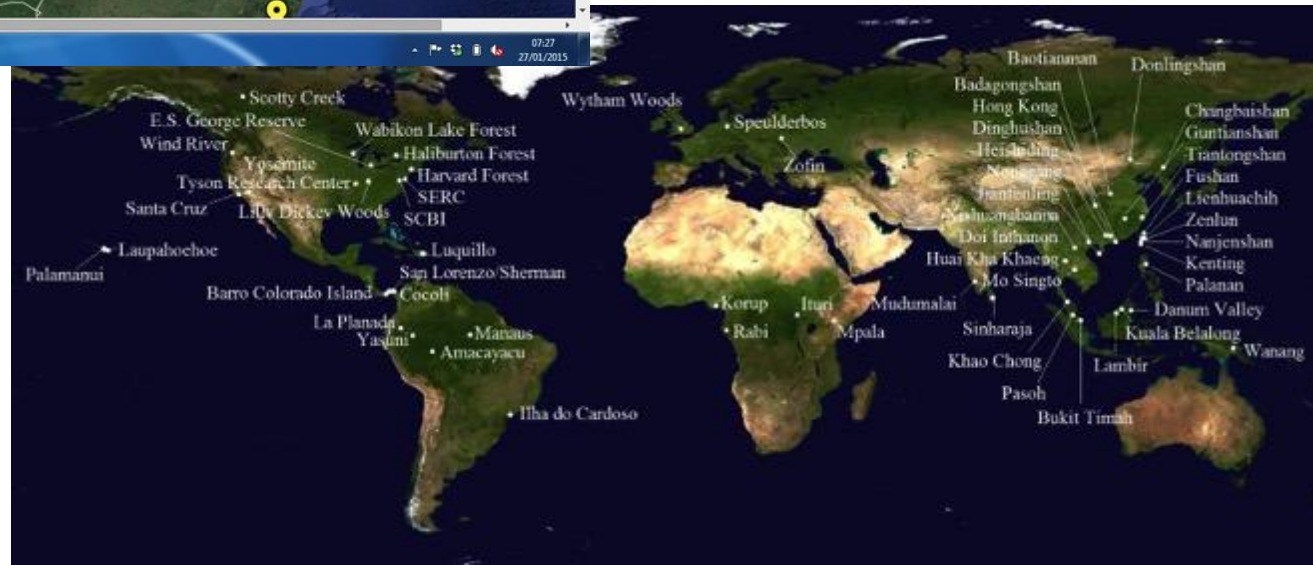 07:27
27/01/2015
Scotty Creek
E.S. George Reserve
Wabikon Lake Forest
Wind River
Haliburton Forest
Yosemite
Harvard Forest
Tyson Research Center
SERC
Santa Cruz
Lilly Dickey Woods
SCBI
Laupahoehoe
Palamanui
Luquillo
San Lorenzo/Sherman
Barro Colorado Island
Cocoli
La Planada
Yasuni
Manaus
Amacayacu
Ilha do Cardoso
Wytham Woods
Speulderbos
Zofin
Korup
Ituri
Rabi
Mpala
Mudumalai
Sinharaja
Baotianman
Donlingshan
Badagongshan
Hong Kong
Dinghushan
Heishiding
Nonggang
Jianfenling
Xishuangbanna
Doi Inthanon
Huai Kha Khaeng
Mo Singto
Changbaishan
Guntianshan
Tiantongshan
Fushan
Lienhuachih
Zenlun
Nanjenshan
Kenting
Palanan
Danum Valley
Kuala Belalong
Wanang
Khao Chong
Lambir
Pasoh
Bukit Timah